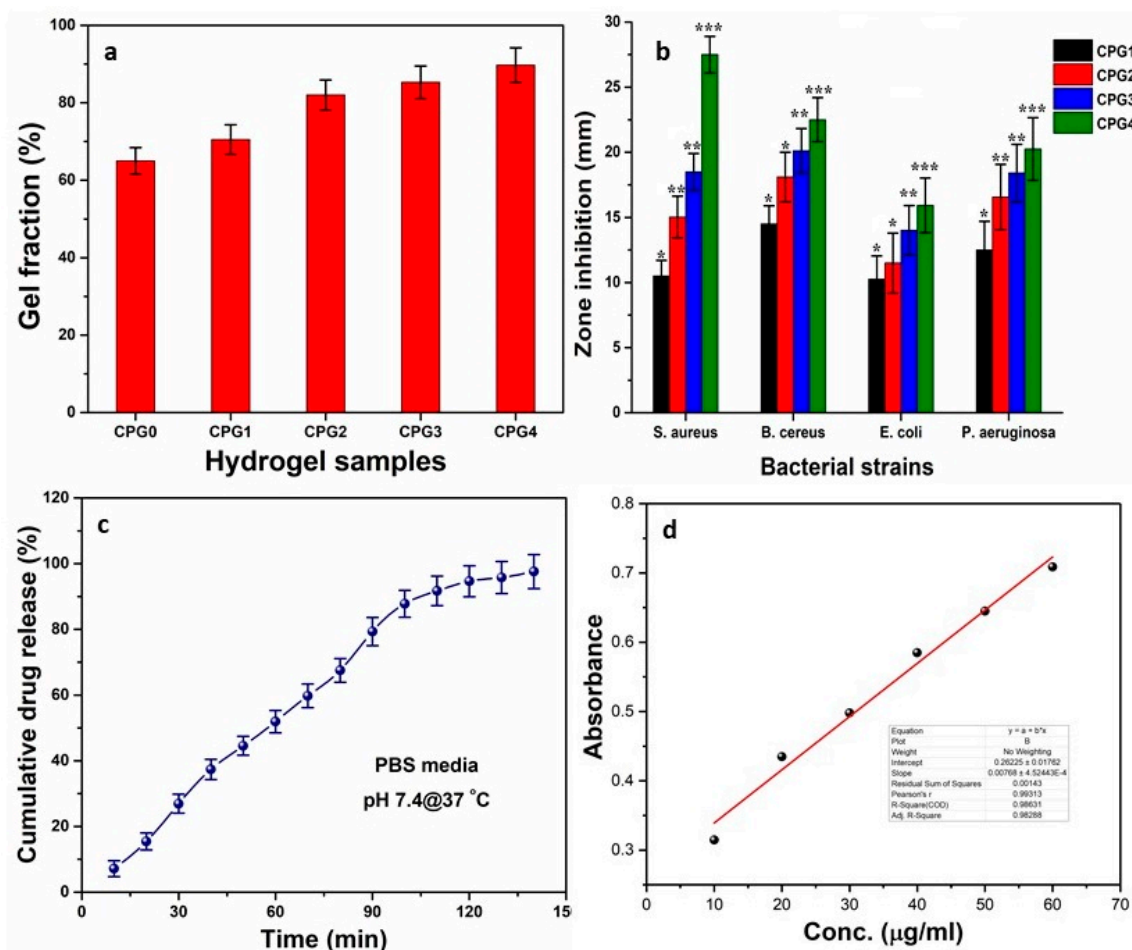 a
100
80
60
40
20
0
Gel fraction (%)
CPG0 CPG1 CPG2 CPG3 CPG4
Hydrogel samples
b
30
25
20
15
10
5
0
Zone inhibition (mm)
CPG1
CPG2
CPG3
CPG4
* ** ** ***
* * ** ***
* * ** ***
* ** ** ***
S. aureus B. cereus E. coli P. aeruginosa
Bacterial strains
c
120
100
80
60
40
20
0
Cumulative drug release (%)
PBS media
pH 7.4@37 °C
0 30 60 90 120 15
Time (min)
d
0.8
0.7
0.6
0.5
0.4
0.3
Absorbance
Equation y = a + b*x
Plot B
Weight No Weighting
Intercept 0.26225 ± 0.01762
Slope 0.00768 ± 4.52443E-4
Residual Sum of Squares 0.00143
Pearson's r 0.99313
R-Square(COD) 0.98631
Adj. R-Square 0.98288
0 10 20 30 40 50 60 70
Conc. (μg/ml)